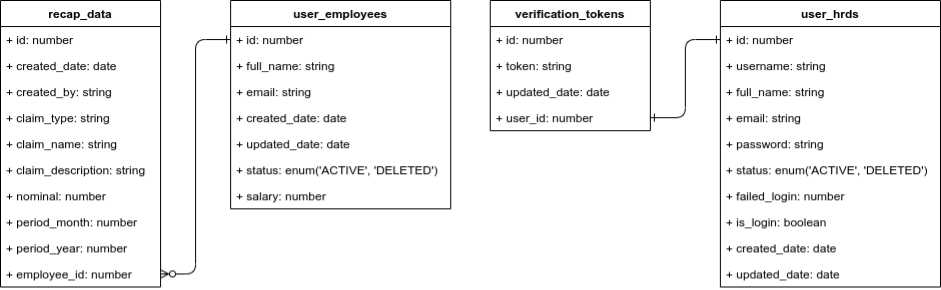 recap_data
+ id: number
+ created_date: date
+ created_by: string
+ claim_type: string
+ claim_name: string
+ claim_description: string
+ nominal: number
+ period_month: number
+ period_year: number
+ employee_id: number
user_employees
+ id: number
+ full_name: string
+ email: string
+ created_date: date
+ updated_date: date
+ status: enum('ACTIVE', 'DELETED')
+ salary: number
verification_tokens
+ id: number
+ token: string
+ updated_date: date
+ user_id: number
user_hrds
+ id: number
+ username: string
+ full_name: string
+ email: string
+ password: string
+ status: enum('ACTIVE', 'DELETED')
+ failed_login: number
+ is_login: boolean
+ created_date: date
+ updated_date: date